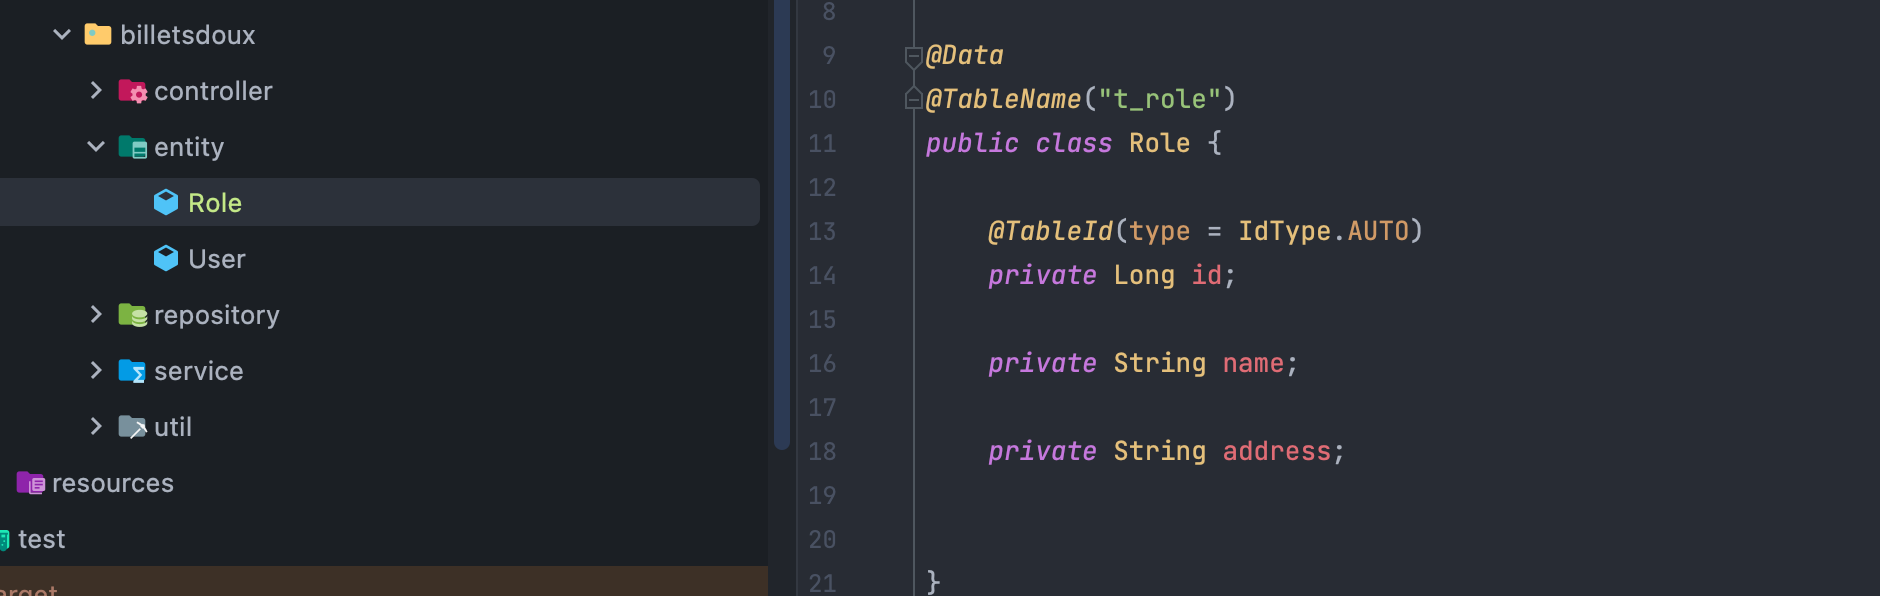 billetsdoux
controller
entity
Role
User
repository
service
util
resources
test
8
9 @Data
10 @TableName("t_role")
11 public class Role {
12
13 @TableId(type = IdType.AUTO)
14 private Long id;
15
16 private String name;
17
18 private String address;
19
20
21 }